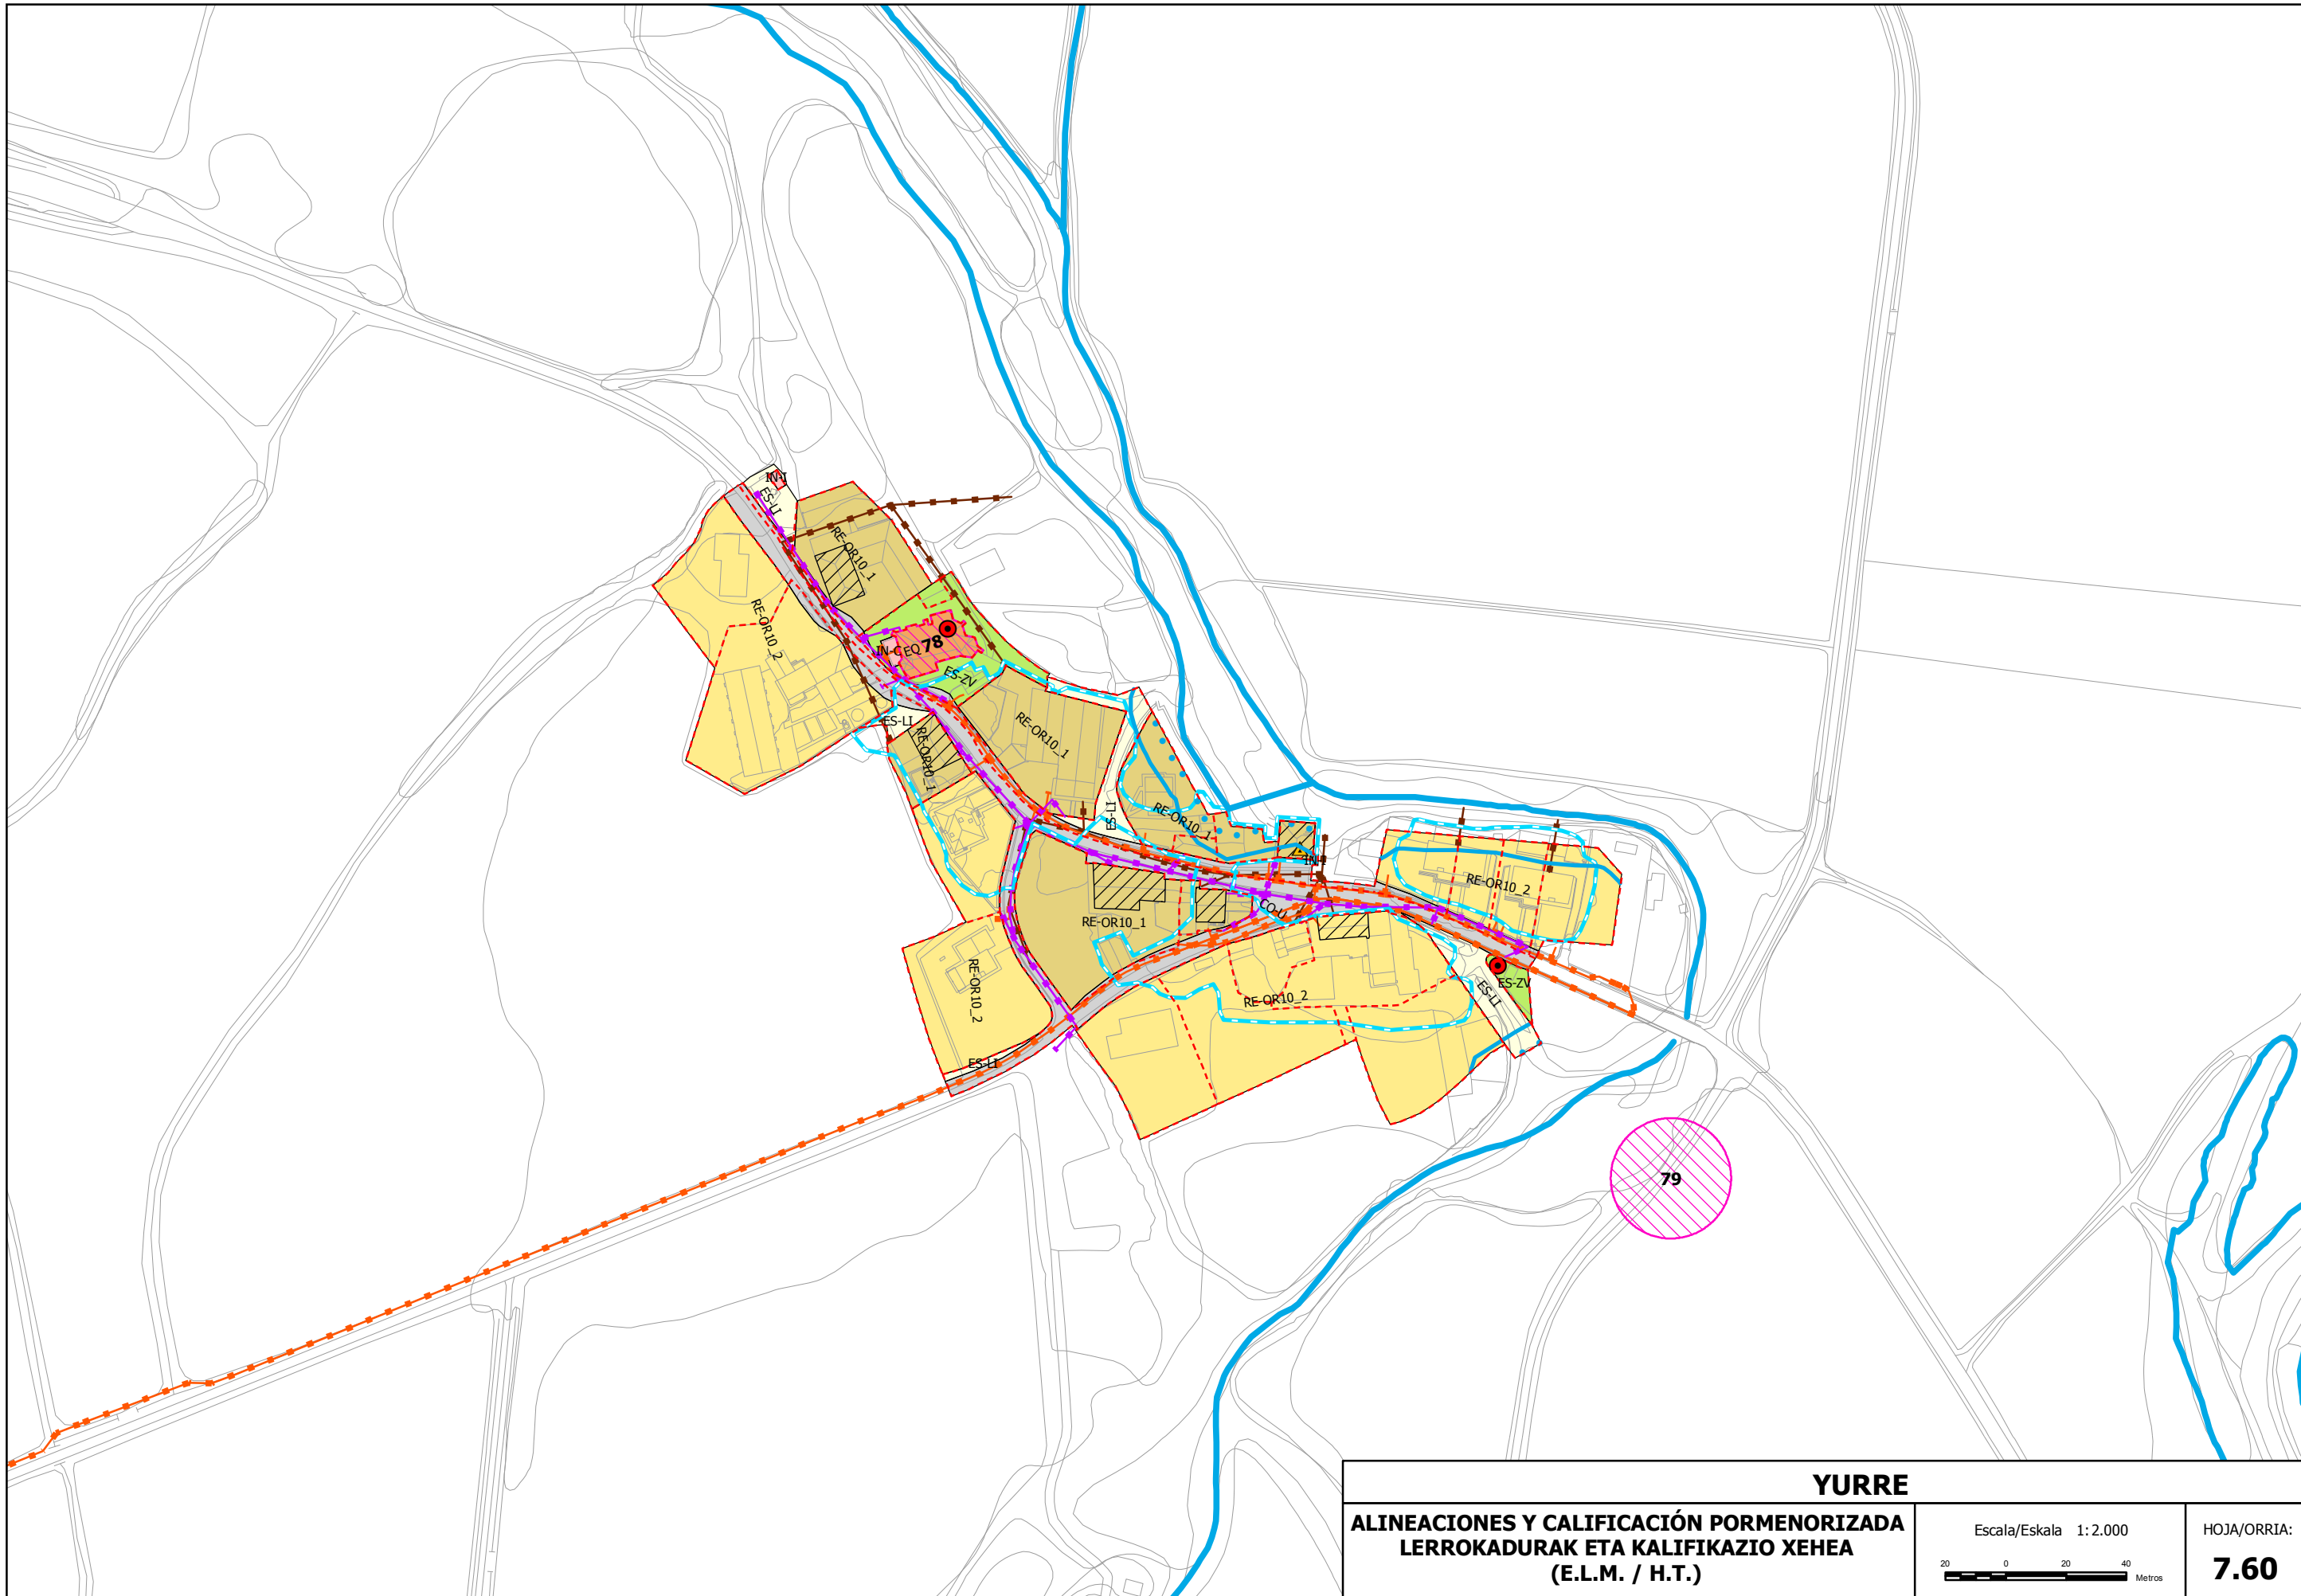 IN-I
ES-LI
RE-OR10_1
RE-OR10_2
IN-C
EQ
78
ES-ZV
ES-LI
RE-OR10_1
RE-OR10_1
ES-LI
RE-OR10_1
IN-I
RE-OR10_2
CO-U
RE-OR10_1
RE-OR10_2
RE-OR10_2
ES-LI
ES-ZV
ES-LI
79
YURRE
ALINEACIONES Y CALIFICACIÓN PORMENORIZADA
LERROKADURAK ETA KALIFIKAZIO XEHEA
(E.L.M. / H.T.)
Escala/Eskala 1:2.000
20 0 20 40
Metros
HOJA/ORRIA:
7.60